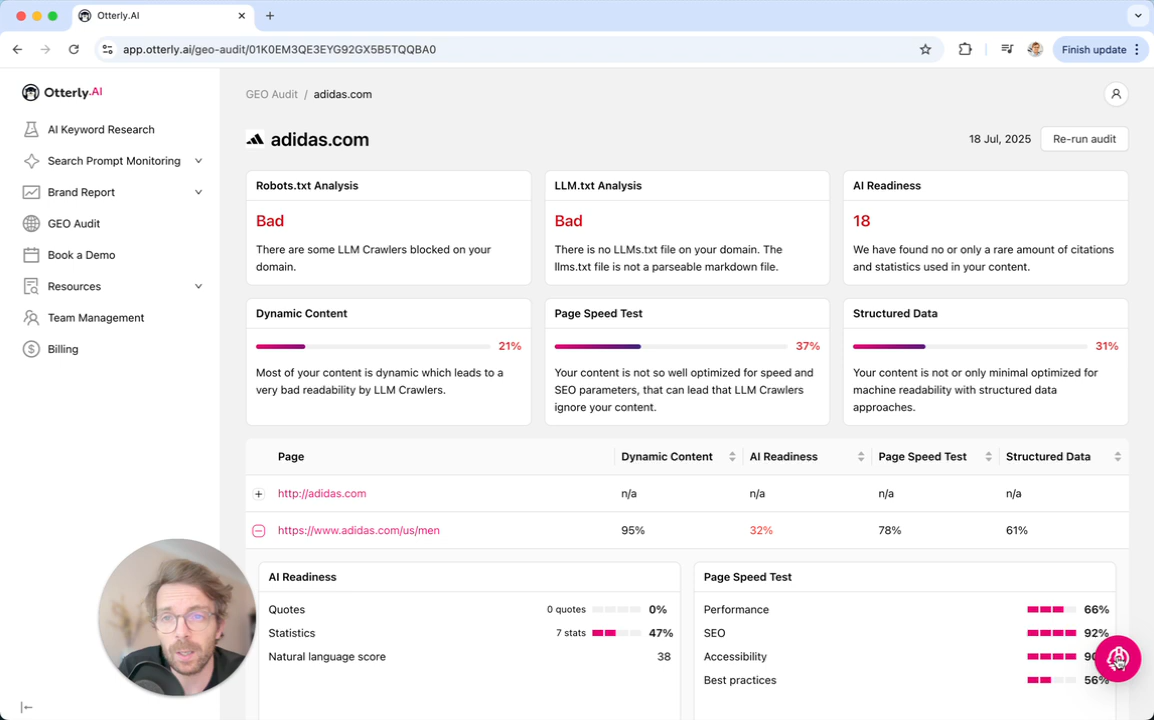 Otterly.AI
app.otterly.ai/geo-audit/01K0EM3QE3EYG92GX5B5TQQBA0
Finish update
Otterly.AI
AI Keyword Research
Search Prompt Monitoring
Brand Report
GEO Audit
Book a Demo
Resources
Team Management
Billing
GEO Audit / adidas.com
adidas.com
18 Jul, 2025
Re-run audit
Robots.txt Analysis
Bad
There are some LLM Crawlers blocked on your
domain.
LLM.txt Analysis
Bad
There is no LLMs.txt file on your domain. The
llms.txt file is not a parseable markdown file.
AI Readiness
18
We have found no or only a rare amount of citations
and statistics used in your content.
Dynamic Content
21%
Most of your content is dynamic which leads to a
very bad readability by LLM Crawlers.
Page Speed Test
37%
Your content is not so well optimized for speed and
SEO parameters, that can lead that LLM Crawlers
ignore your content.
Structured Data
31%
Your content is not or only minimal optimized for
machine readability with structured data
approaches.
Page Dynamic Content AI Readiness Page Speed Test Structured Data
http://adidas.com n/a n/a n/a n/a
https://www.adidas.com/us/men 95% 32% 78% 61%
AI Readiness
Quotes 0 quotes 0%
Statistics 7 stats 47%
Natural language score 38
Page Speed Test
Performance 66%
SEO 92%
Accessibility
Best practices 56%